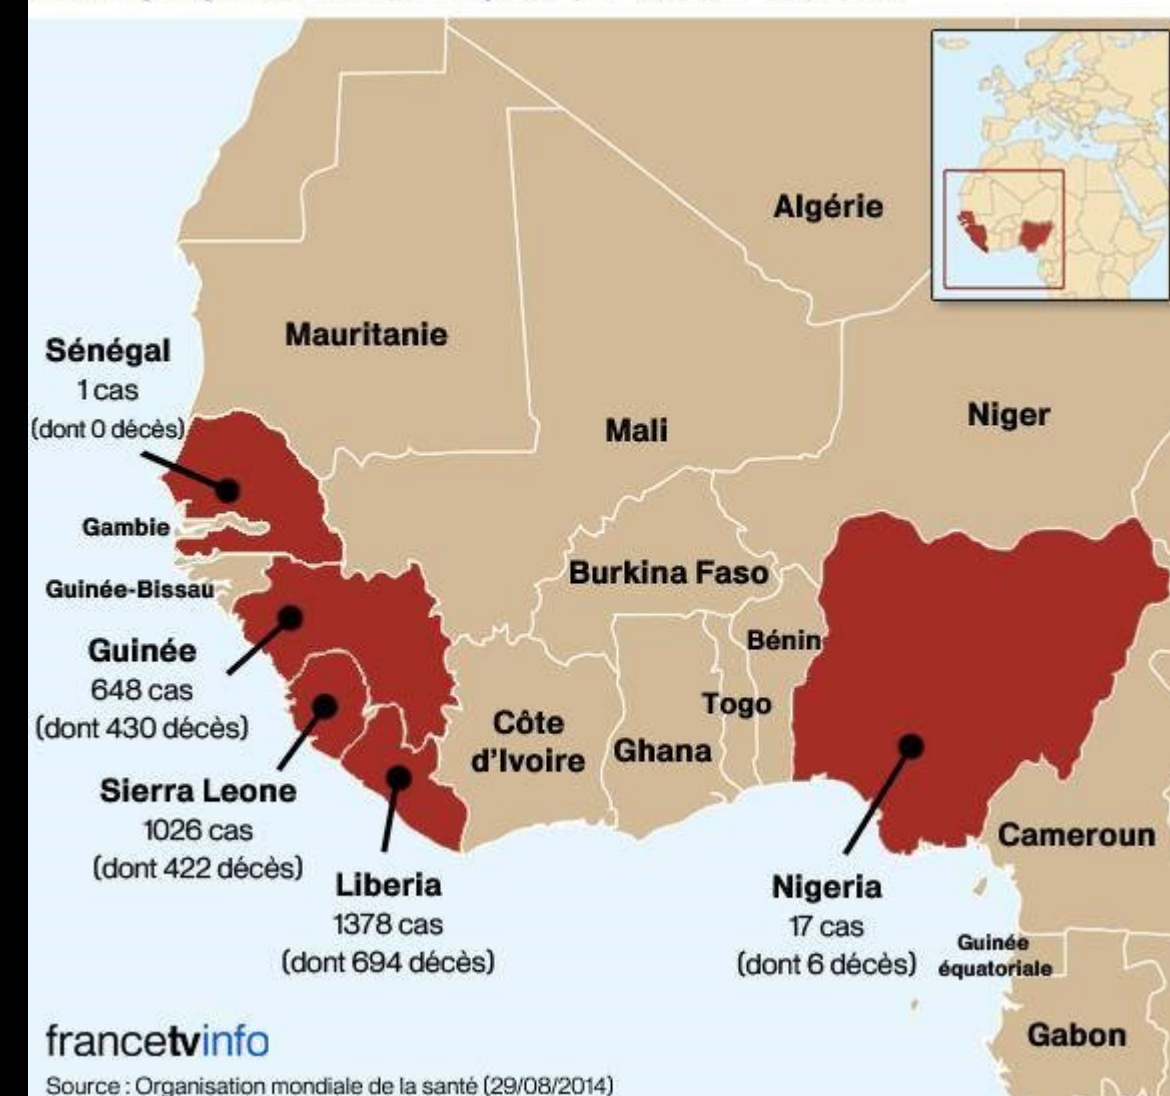 Algérie
Mauritanie
Sénégal
1 cas
(dont 0 décès)
Mali
Niger
Gambie
Burkina Faso
Guinée-Bissau
Bénin
Guinée
648 cas
(dont 430 décès)
Togo
Côte
d'Ivoire
Ghana
Sierra Leone
1026 cas
(dont 422 décès)
Cameroun
Liberia
1378 cas
(dont 694 décès)
Nigeria
17 cas
(dont 6 décès)
Guinée
équatoriale
Gabon
francetvinfo
Source : Organisation mondiale de la santé (29/08/2014)